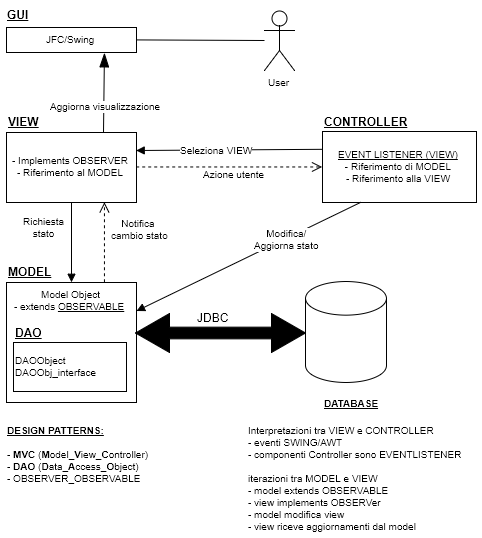 GUI
JFC/Swing
User
Aggiorna visualizzazione
VIEW
CONTROLLER
- Implements OBSERVER
- Riferimento al MODEL
Seleziona VIEW
Azione utente
EVENT LISTENER (VIEW)
- Riferimento di MODEL
- Riferimento alla VIEW
Richiesta
stato
Notifica
cambio stato
Modifica/
Aggiorna stato
MODEL
Model Object
- extends OBSERVABLE
DAO
DAOObject
DAOObj_interface
JDBC
DATABASE
DESIGN PATTERNS:
- MVC (Model_View_Controller)
- DAO (Data_Access_Object)
- OBSERVER_OBSERVABLE
Interpretazioni tra VIEW e CONTROLLER
- eventi SWING/AWT
- componenti Controller sono EVENTLISTENER
iterazioni tra MODEL e VIEW
- model extends OBSERVABLE
- view implements OBSERVer
- model modifica view
- view riceve aggiornamenti dal model